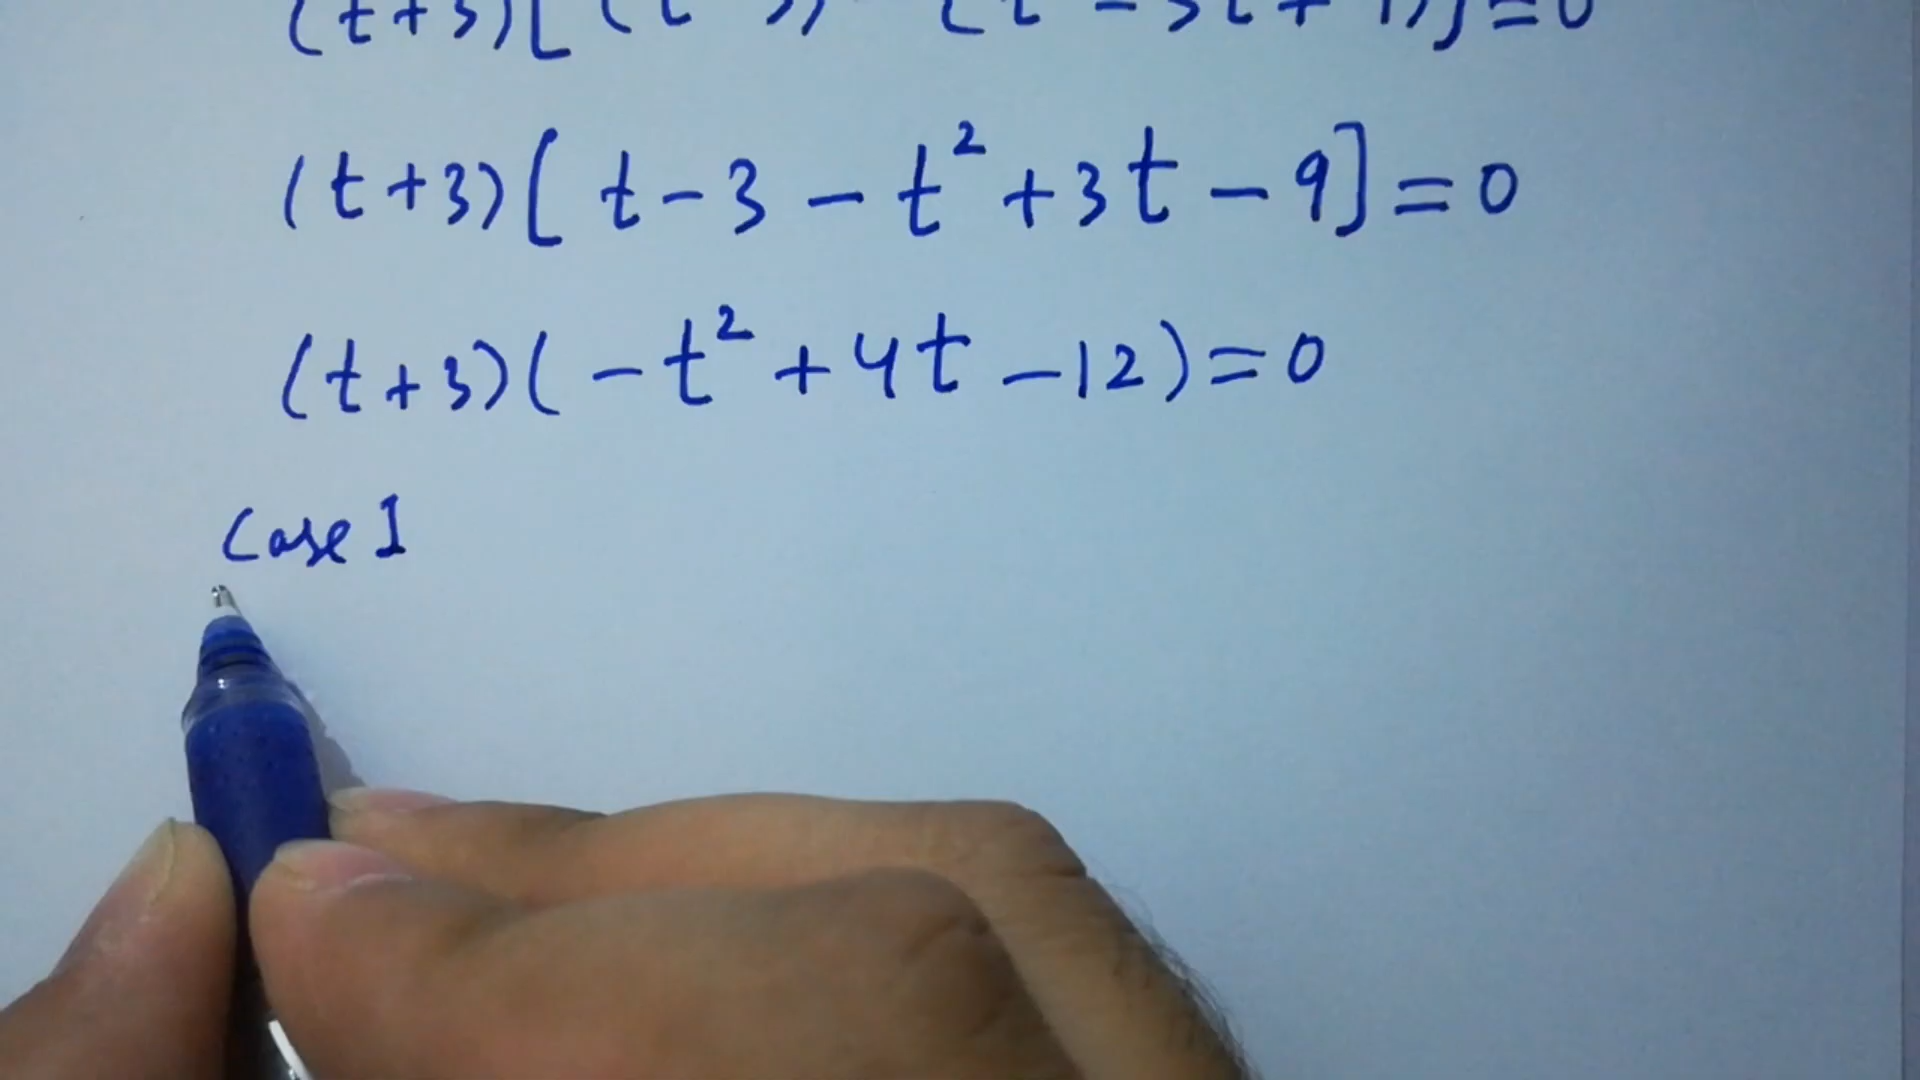 (t+3)[t-3-t²+3t-9]=0
(t+3)(-t²+4t-12)=0
Case 1